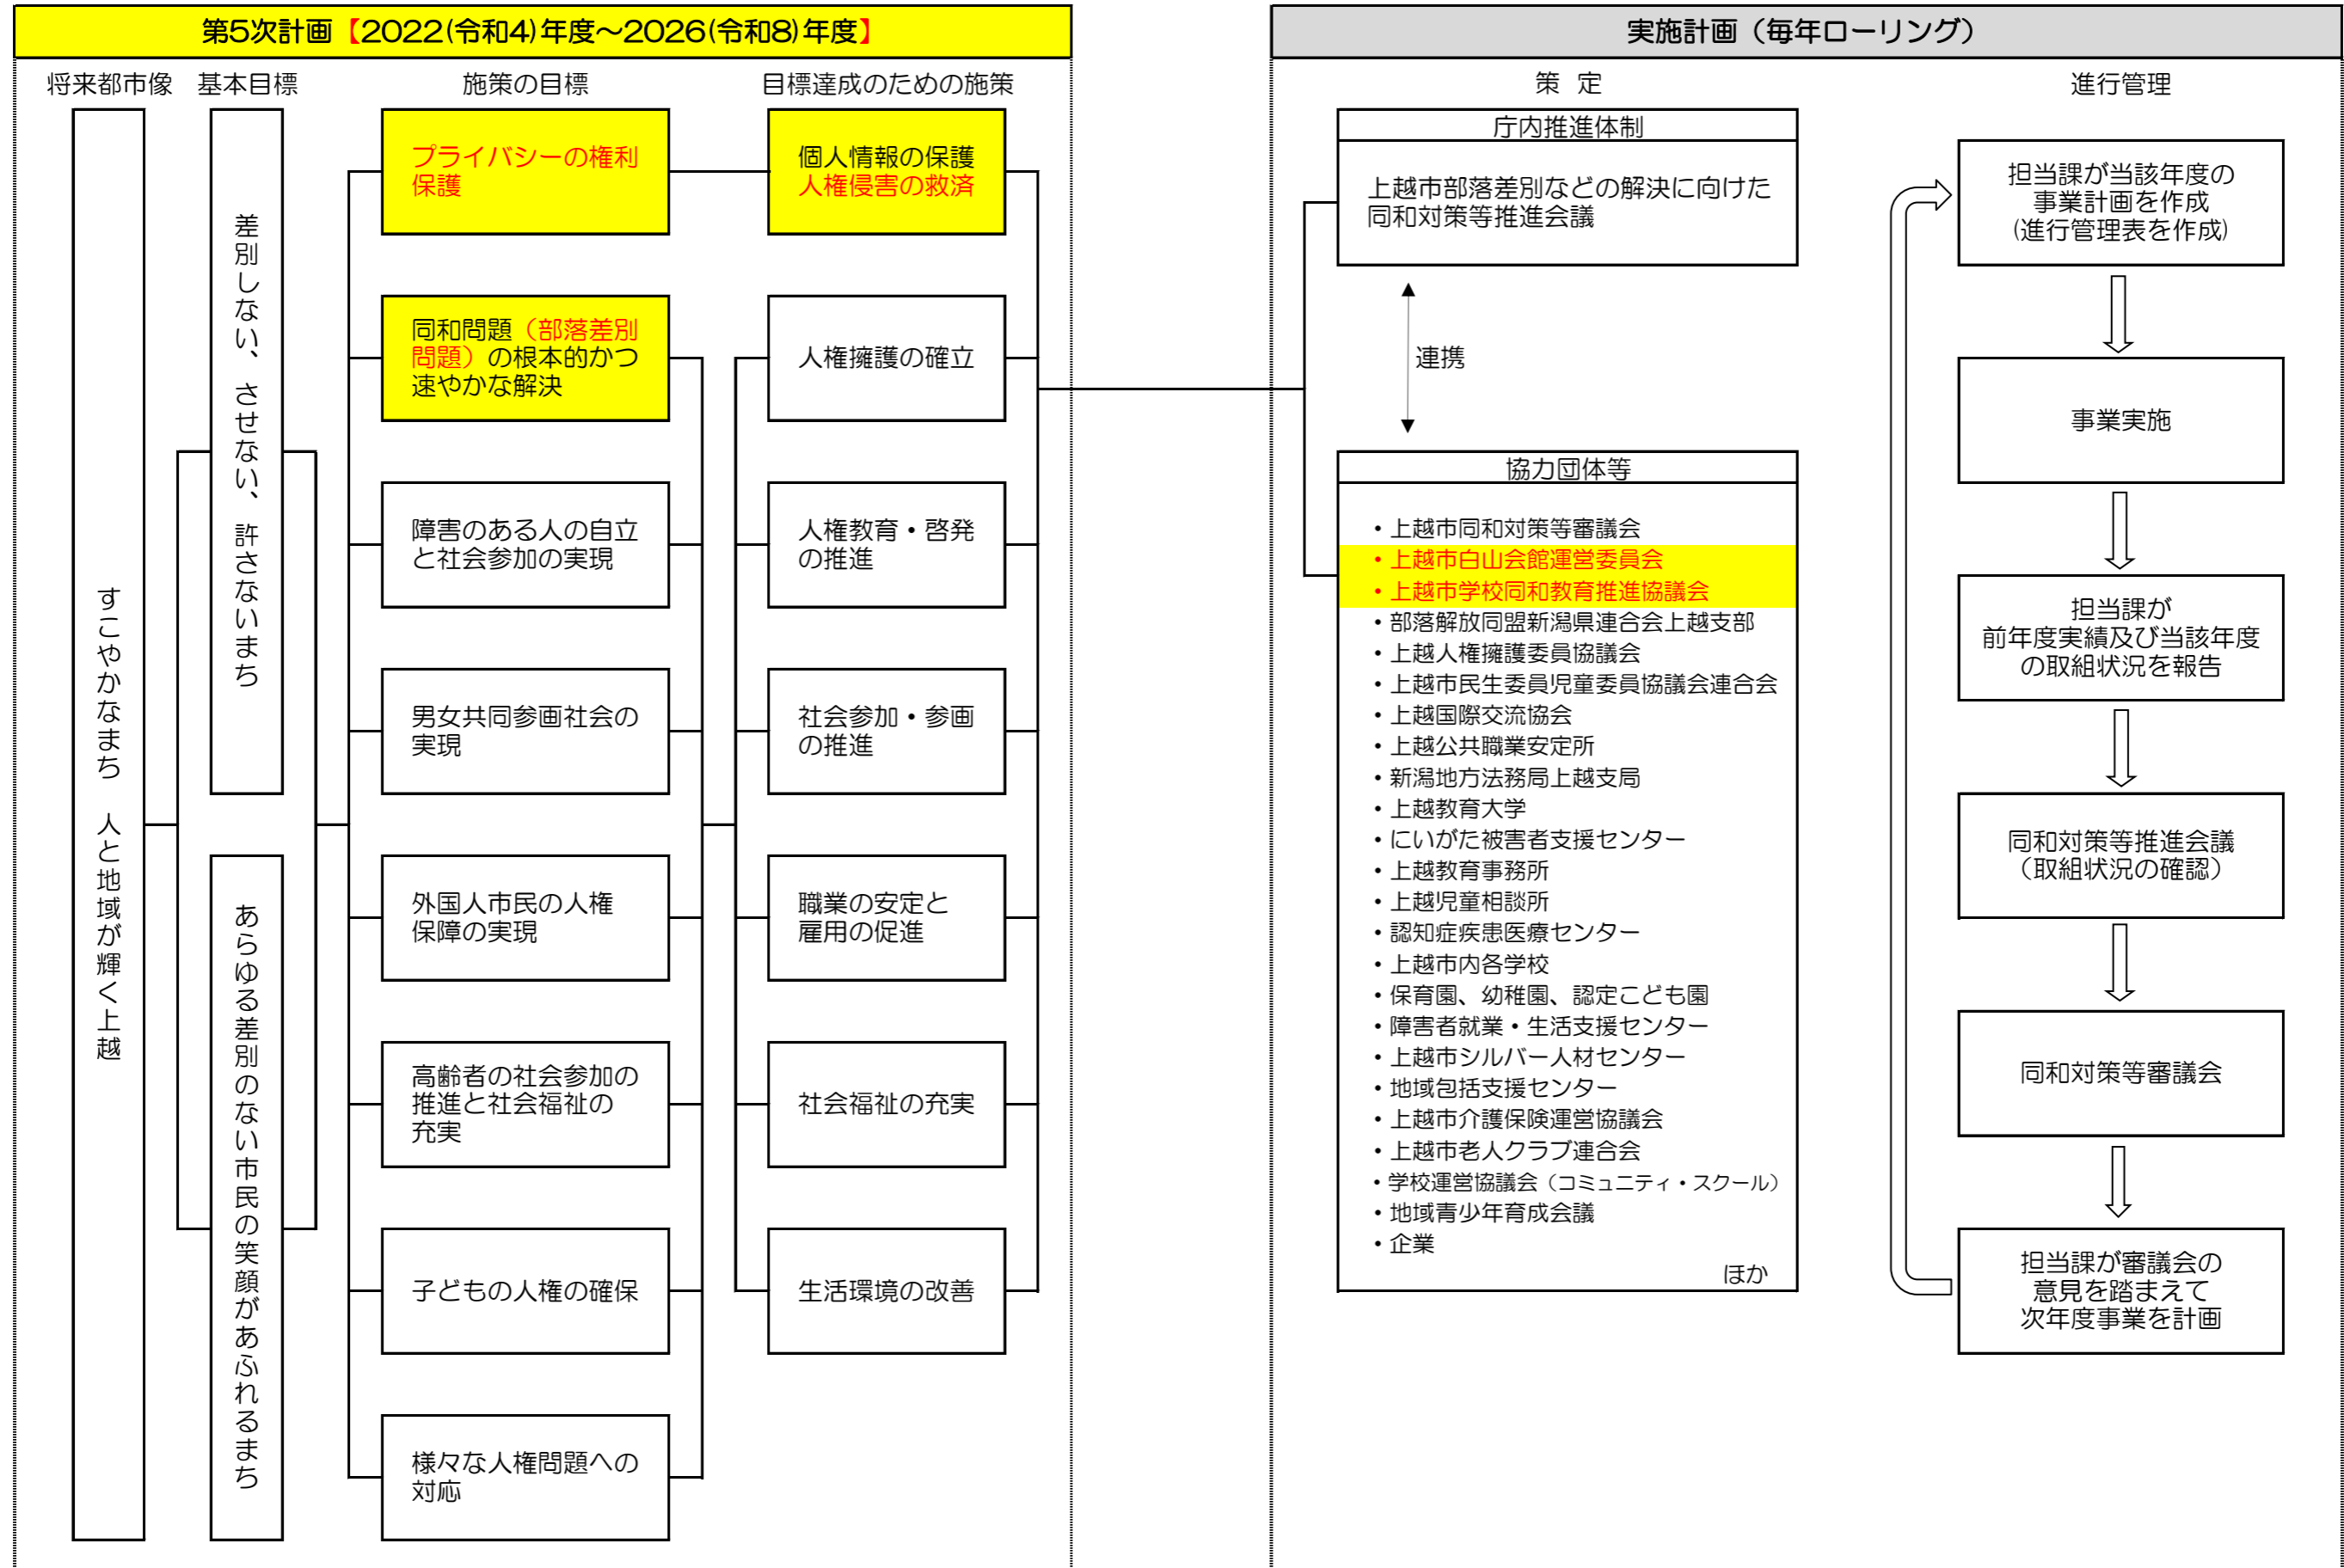 第5次計画【2022(令和4)年度～2026(令和8)年度】
将来都市像
基本目標
施策の目標
目標達成のための施策
すこやかなまち　人と地域が輝く上越
差別しない、させない、許さないまち
あらゆる差別のない市民の笑顔があふれるまち
プライバシーの権利
保護
同和問題（部落差別
問題）の根本的かつ
速やかな解決
障害のある人の自立
と社会参加の実現
男女共同参画社会の
実現
外国人市民の人権
保障の実現
高齢者の社会参加の
推進と社会福祉の
充実
子どもの人権の確保
様々な人権問題への
対応
個人情報の保護
人権侵害の救済
人権擁護の確立
人権教育・啓発
の推進
社会参加・参画
の推進
職業の安定と
雇用の促進
社会福祉の充実
生活環境の改善
実施計画（毎年ローリング）
策 定
進行管理
庁内推進体制
上越市部落差別などの解決に向けた
同和対策等推進会議
連携
協力団体等
・上越市同和対策等審議会
・上越市白山会館運営委員会
・上越市学校同和教育推進協議会
・部落解放同盟新潟県連合会上越支部
・上越人権擁護委員協議会
・上越市民生委員児童委員協議会連合会
・上越国際交流協会
・上越公共職業安定所
・新潟地方法務局上越支局
・上越教育大学
・にいがた被害者支援センター
・上越教育事務所
・上越児童相談所
・認知症疾患医療センター
・上越市内各学校
・保育園、幼稚園、認定こども園
・障害者就業・生活支援センター
・上越市シルバー人材センター
・地域包括支援センター
・上越市介護保険運営協議会
・上越市老人クラブ連合会
・学校運営協議会（コミュニティ・スクール）
・地域青少年育成会議
・企業
ほか
担当課が当該年度の
事業計画を作成
(進行管理表を作成)
事業実施
担当課が
前年度実績及び当該年度
の取組状況を報告
同和対策等推進会議
（取組状況の確認）
同和対策等審議会
担当課が審議会の
意見を踏まえて
次年度事業を計画